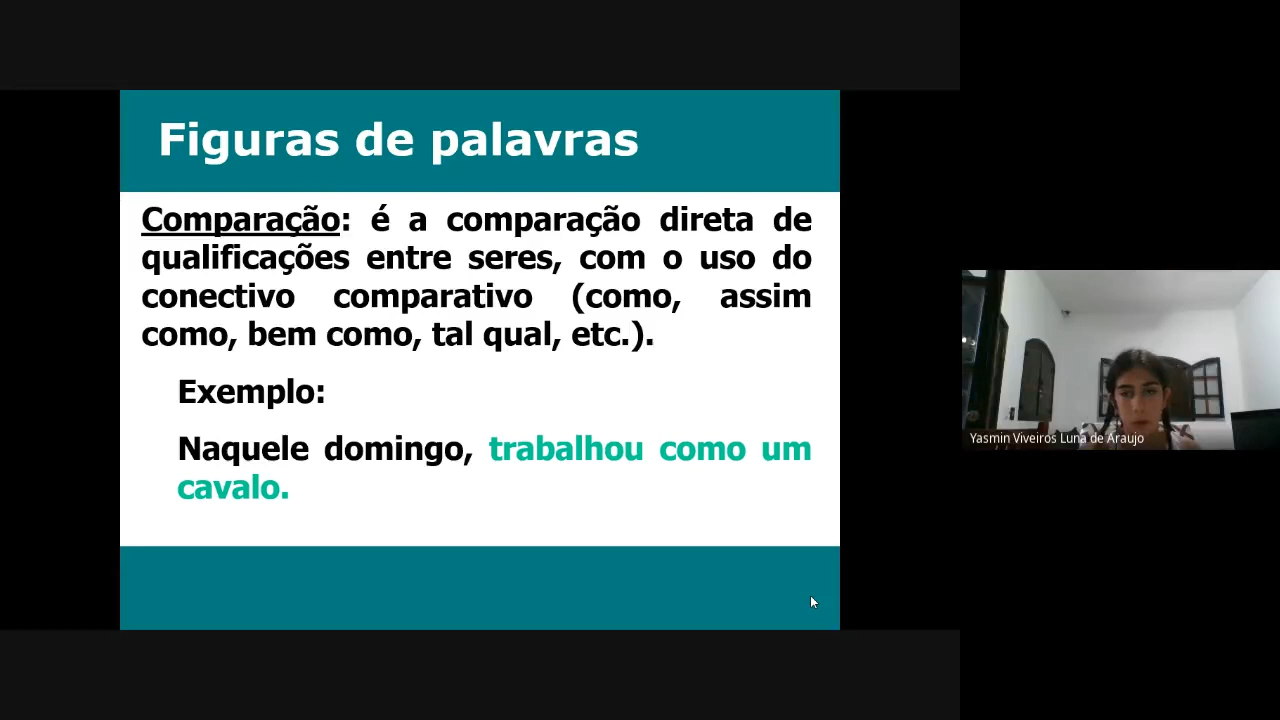 Figuras de palavras
Comparação: é a comparação direta de
qualificações entre seres, com o uso do
conectivo comparativo (como, assim
como, bem como, tal qual, etc.).
Exemplo:
Naquele domingo, trabalhou como um
cavalo.
Yasmin Viveiros Luna de Araujo